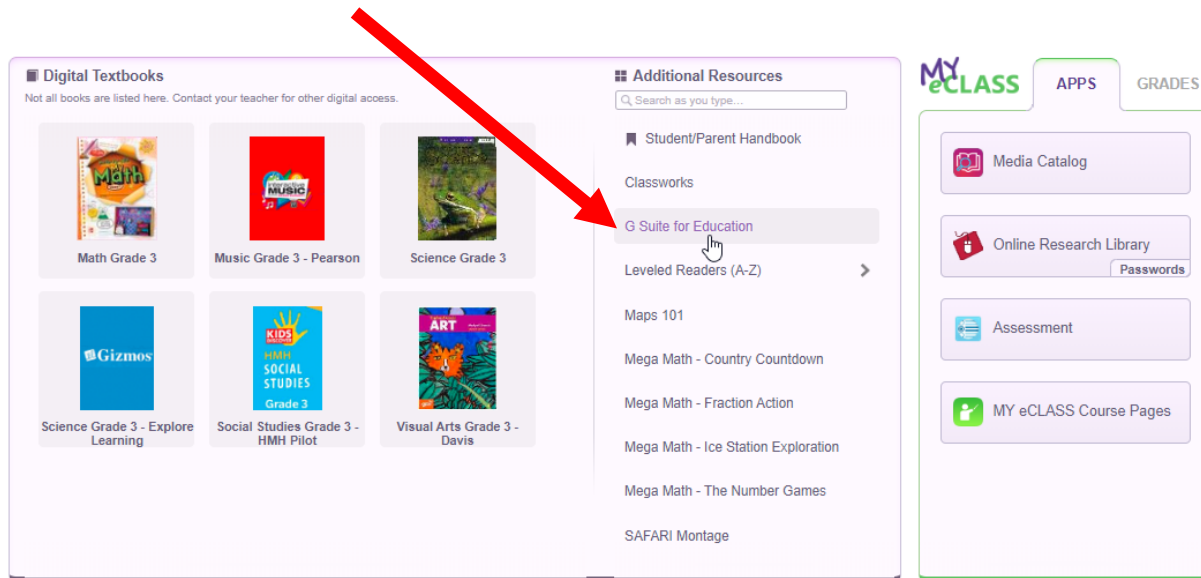 Digital Textbooks
Not all books are listed here. Contact your teacher for other digital access.
Math
interactive
MUSIC
Math Grade 3
Music Grade 3 - Pearson
Science Grade 3
Gizmos
KIDS
DISCOVER
HMH
SOCIAL
STUDIES
Grade 3
ART
Science Grade 3 - Explore
Learning
Social Studies Grade 3 -
HMH Pilot
Visual Arts Grade 3 -
Davis
Additional Resources
Search as you type...
Student/Parent Handbook
Classworks
G Suite for Education
Leveled Readers (A-Z)
Maps 101
Mega Math - Country Countdown
Mega Math - Fraction Action
Mega Math - Ice Station Exploration
Mega Math - The Number Games
SAFARI Montage
MY eCLASS
APPS
GRADES
Media Catalog
Online Research Library
Passwords
Assessment
MY eCLASS Course Pages